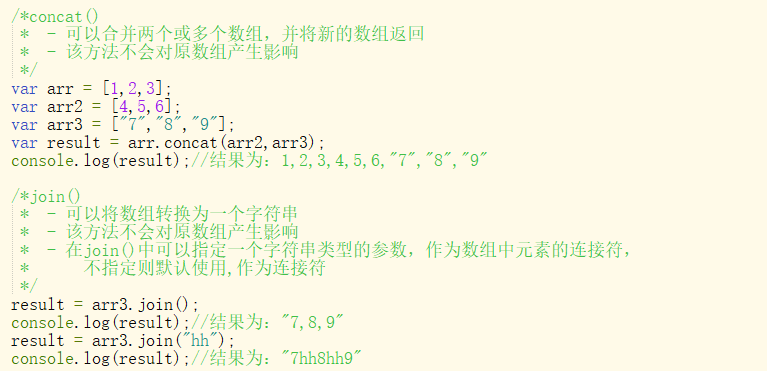 /*concat()
 *  - 可以合并两个或多个数组，并将新的数组返回
 *  - 该方法不会对原数组产生影响
 */
var arr = [1,2,3];
var arr2 = [4,5,6];
var arr3 = ["7","8","9"];
var result = arr.concat(arr2,arr3);
console.log(result);//结果为：1,2,3,4,5,6,"7","8","9"

/*join()
 *  - 可以将数组转换为一个字符串
 *  - 该方法不会对原数组产生影响
 *  - 在join()中可以指定一个字符串类型的参数，作为数组中元素的连接符，
 *      不指定则默认使用,作为连接符
 */
result = arr3.join();
console.log(result);//结果为："7,8,9"
result = arr3.join("hh");
console.log(result);//结果为："7hh8hh9"